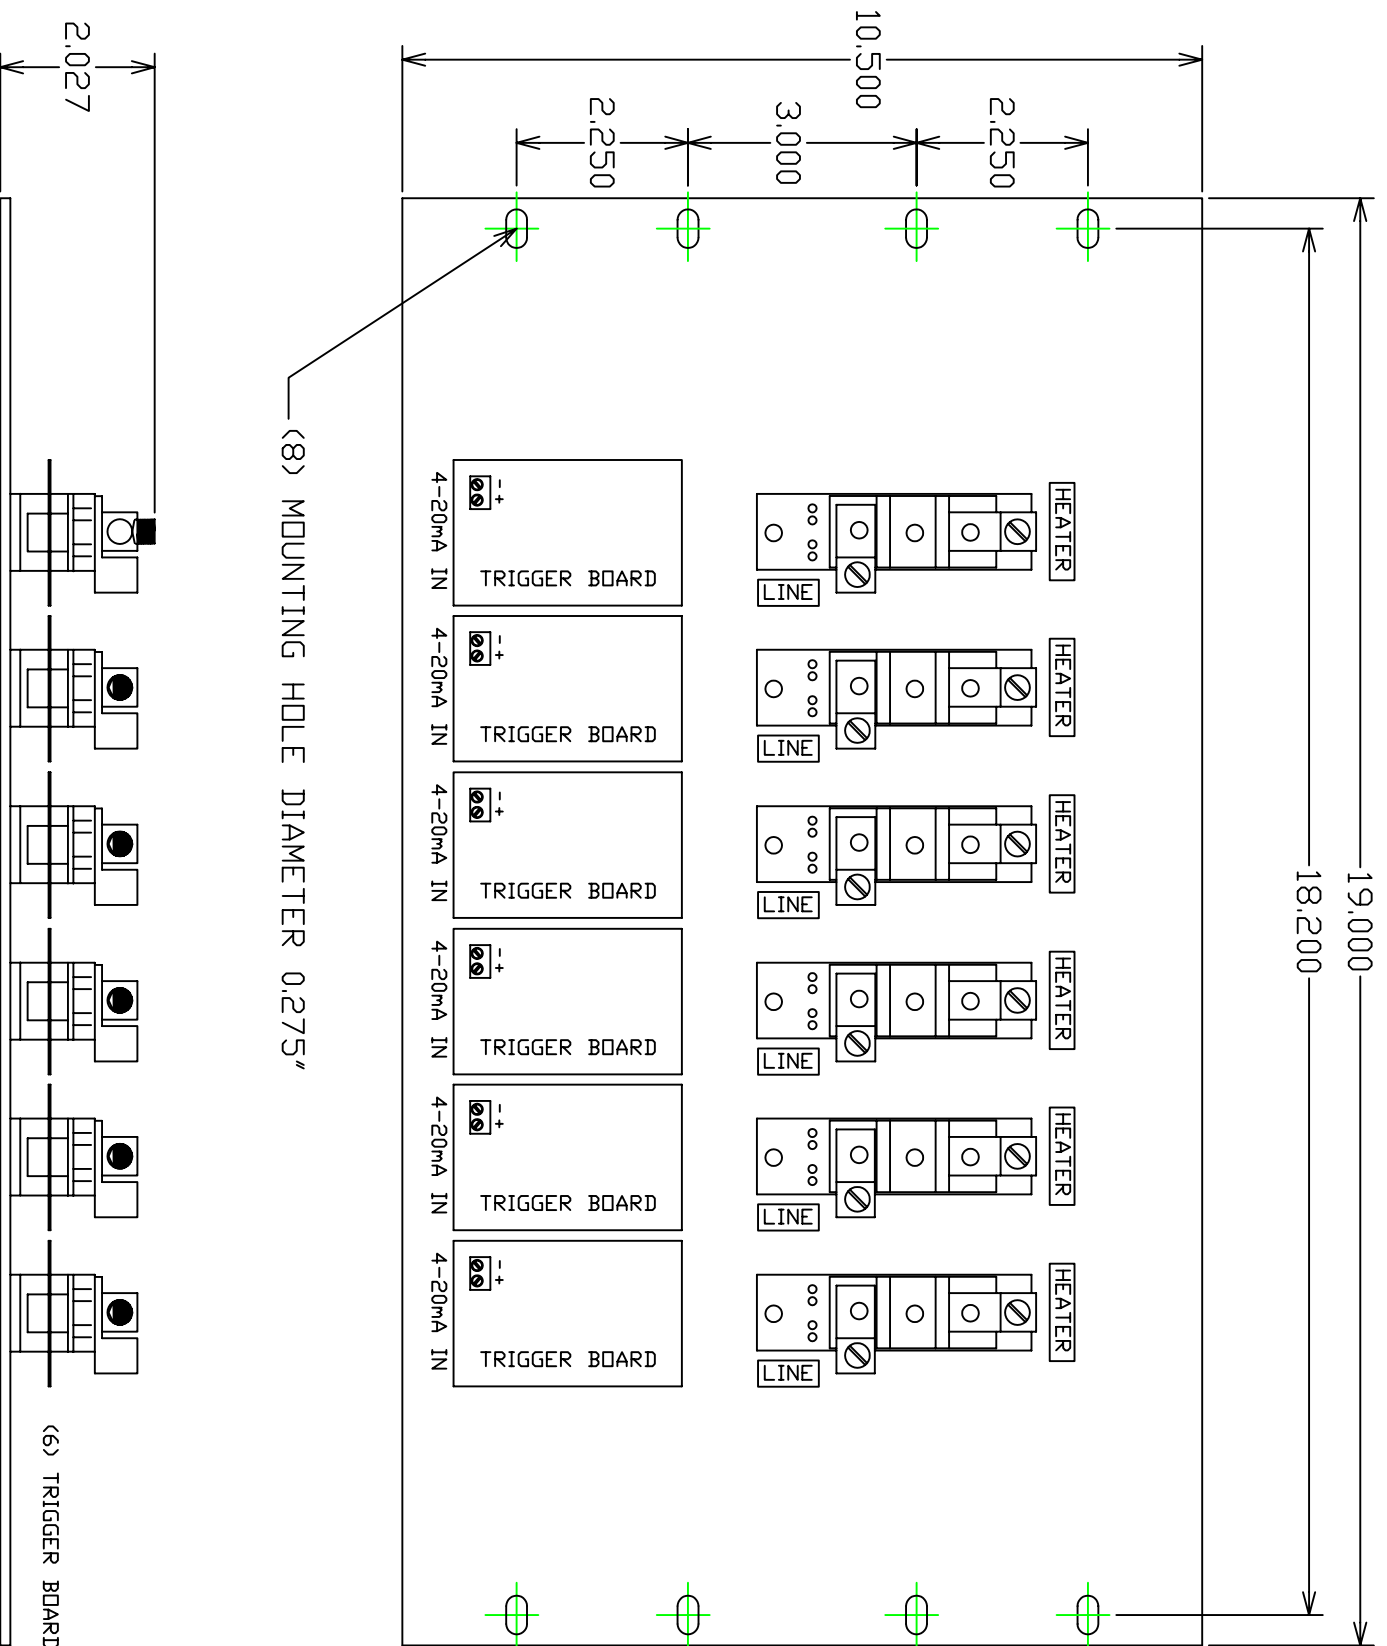 19.000
18.200
10.500
2.250
3.000
2.250
HEATER
HEATER
HEATER
HEATER
HEATER
HEATER
LINE
LINE
LINE
LINE
LINE
LINE
- +
TRIGGER BOARD
- +
TRIGGER BOARD
- +
TRIGGER BOARD
- +
TRIGGER BOARD
- +
TRIGGER BOARD
- +
TRIGGER BOARD
4-20mA IN
4-20mA IN
4-20mA IN
4-20mA IN
4-20mA IN
4-20mA IN
(8) MOUNTING HOLE DIAMETER 0.275"
2.027
(6) TRIGGER BOARD